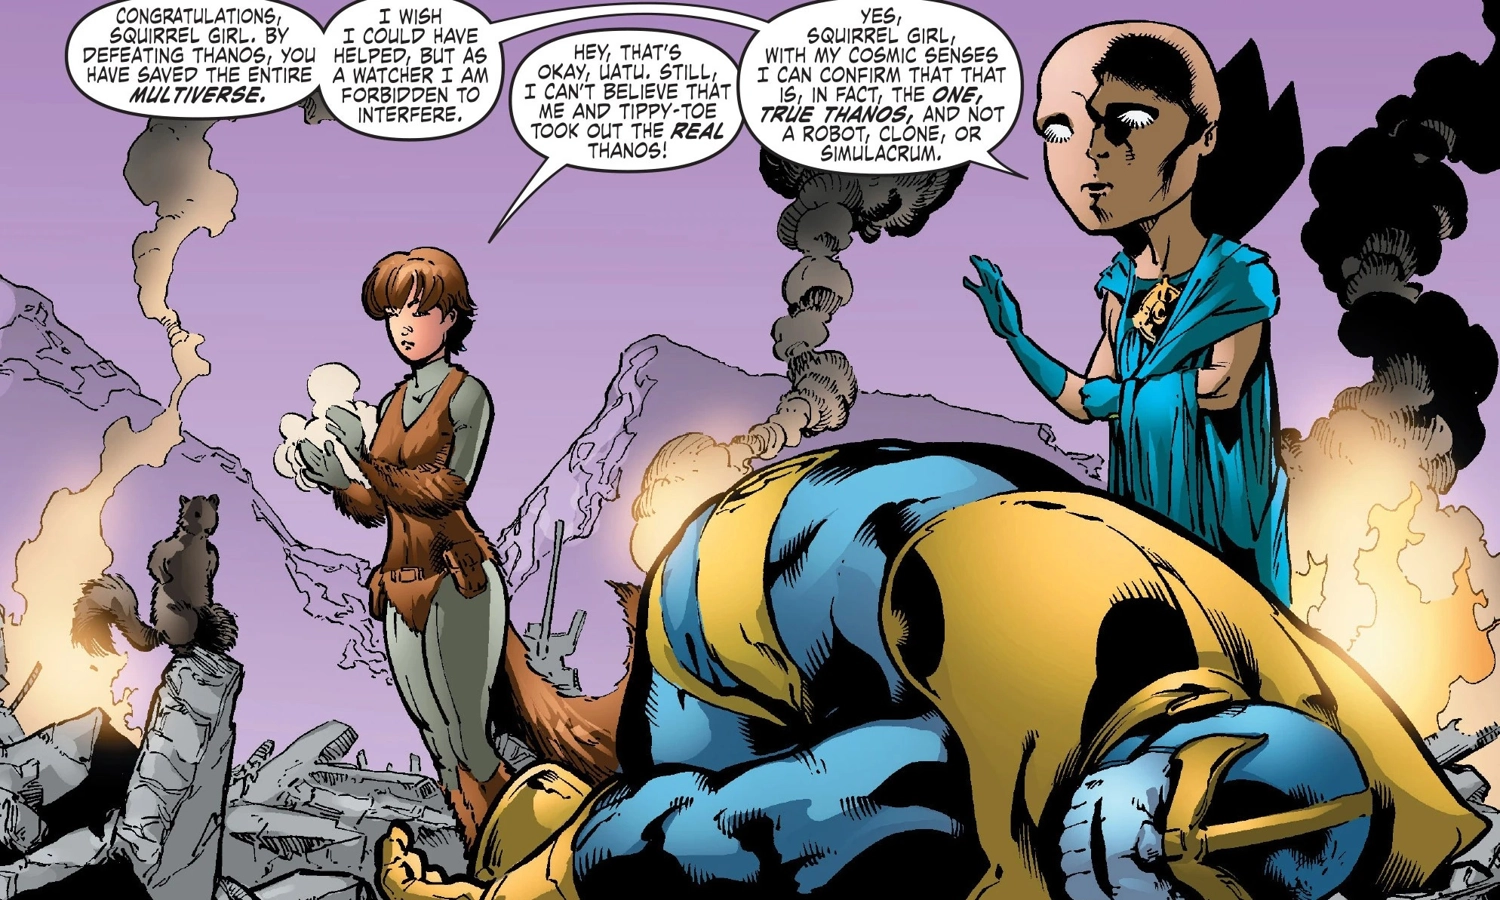 CONGRATULATIONS,
SQUIRREL GIRL. BY
DEFEATING THANOS, YOU
HAVE SAVED THE ENTIRE
MULTIVERSE.
I WISH
I COULD HAVE
HELPED, BUT AS
A WATCHER I AM
FORBIDDEN TO
INTERFERE.
HEY, THAT'S
OKAY, UATU. STILL,
I CAN'T BELIEVE THAT
ME AND TIPPY-TOE
TOOK OUT THE REAL
THANOS!
YES,
SQUIRREL GIRL,
WITH MY COSMIC SENSES
I CAN CONFIRM THAT THAT
IS, IN FACT, THE ONE,
TRUE THANOS, AND NOT
A ROBOT, CLONE, OR
SIMULACRUM.